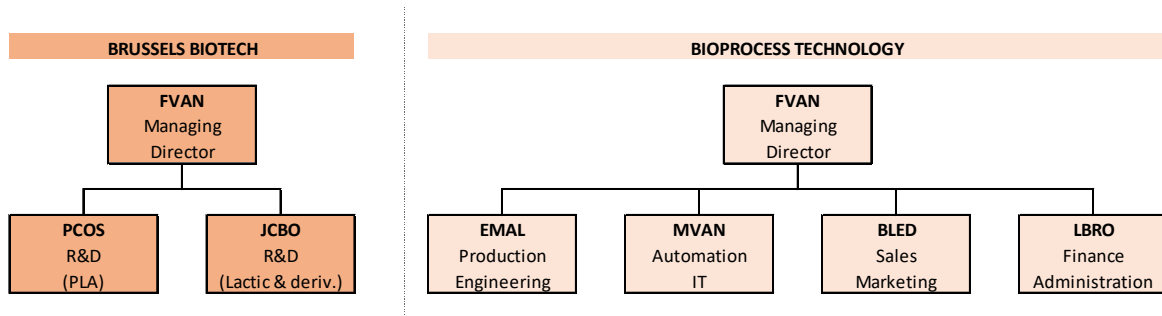 BRUSSELS BIOTECH
FVAN
Managing
Director
PCOS
R&D
(PLA)
JCBO
R&D
(Lactic & deriv.)
BIOPROCESS TECHNOLOGY
FVAN
Managing
Director
EMAL
Production
Engineering
MVAN
Automation
IT
BLED
Sales
Marketing
LBRO
Finance
Administration